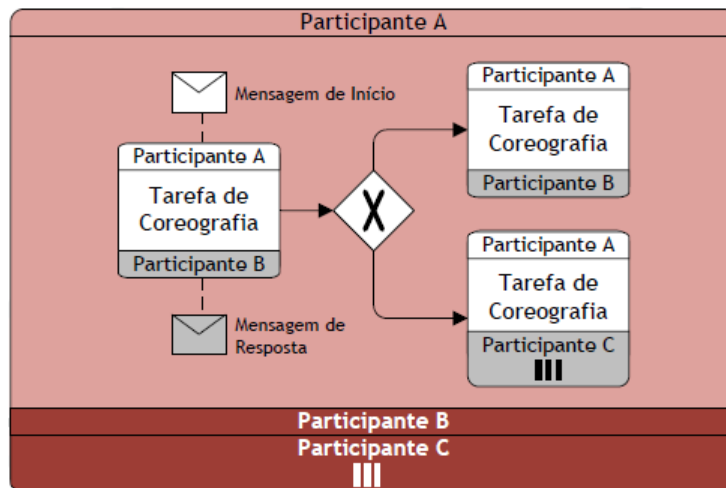 Participante A
Mensagem de Início
Participante A
Tarefa de
Coreografia
Participante B
Mensagem de
Resposta
X
Participante A
Tarefa de
Coreografia
Participante B
Participante A
Tarefa de
Coreografia
Participante C
Participante B
Participante C